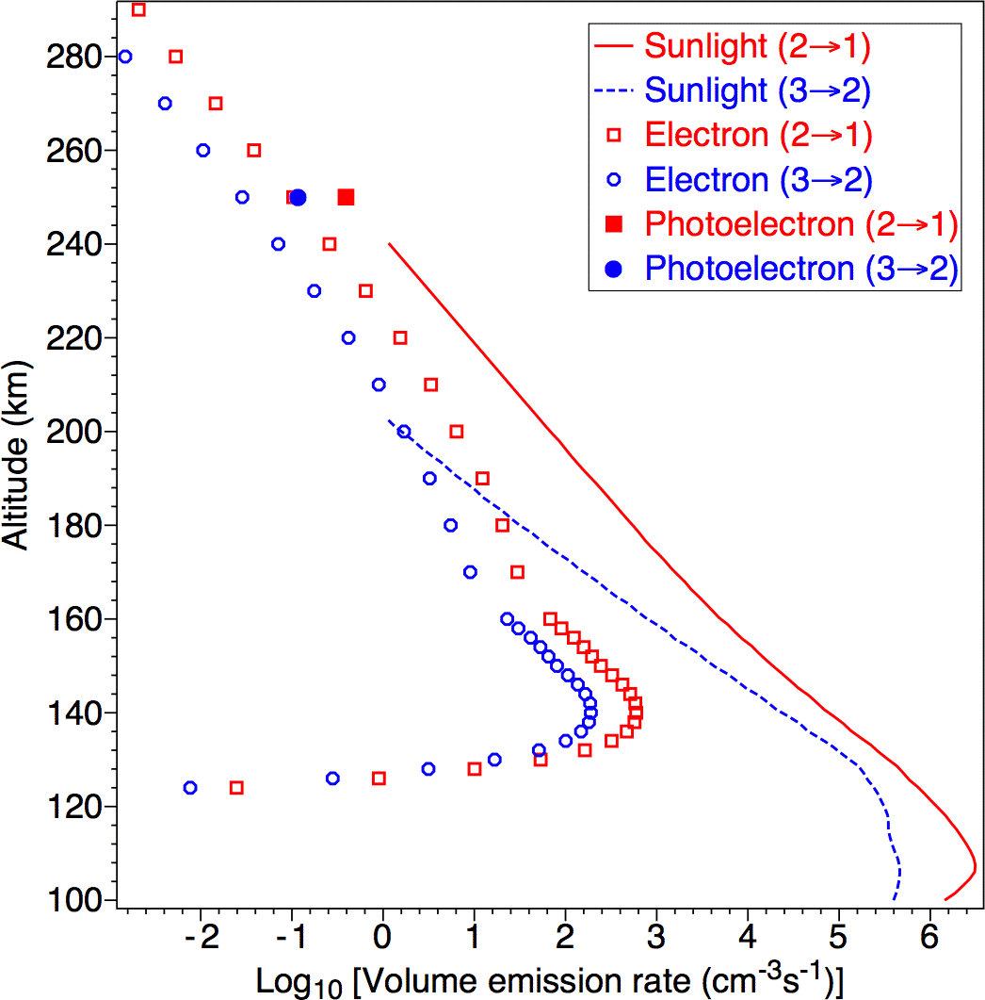 280
260
240
220
200
180
160
140
120
100
Altitude (km)
Sunlight (2→1)
Sunlight (3→2)
Electron (2→1)
Electron (3→2)
Photoelectron (2→1)
Photoelectron (3→2)
-2 -1 0 1 2 3 4 5 6
Log₁₀ [Volume emission rate (cm⁻³s⁻¹)]